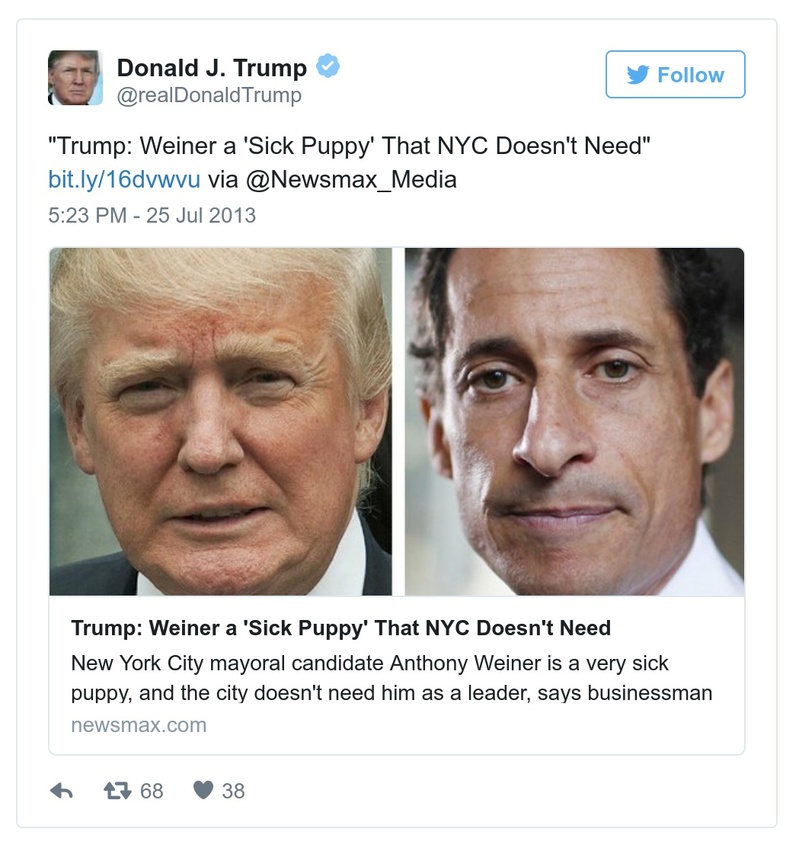 Donald J. Trump
@realDonaldTrump
Follow
"Trump: Weiner a 'Sick Puppy' That NYC Doesn't Need"
bit.ly/16dvwvu via @Newsmax_Media
5:23 PM - 25 Jul 2013
Trump: Weiner a 'Sick Puppy' That NYC Doesn't Need
New York City mayoral candidate Anthony Weiner is a very sick
puppy, and the city doesn't need him as a leader, says businessman
newsmax.com
68 38